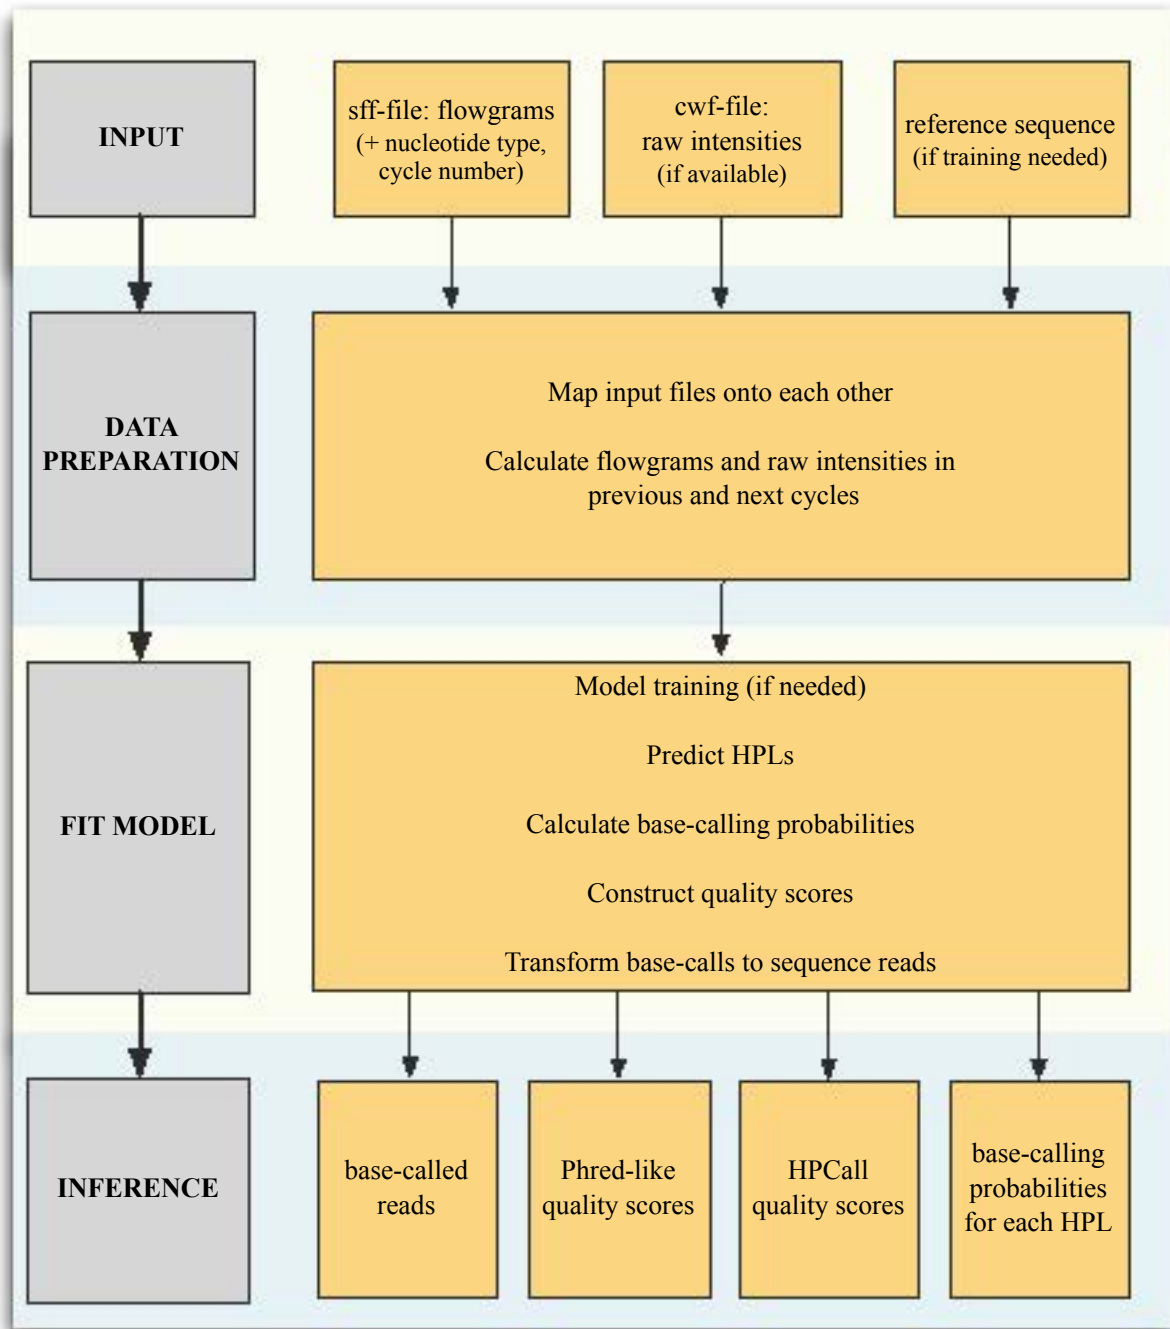 INPUT
sff-file: flowgrams
(+ nucleotide type,
cycle number)
cwf-file:
raw intensities
(if available)
reference sequence
(if training needed)
DATA
PREPARATION
Map input files onto each other
Calculate flowgrams and raw intensities in
previous and next cycles
FIT MODEL
Model training (if needed)
Predict HPLs
Calculate base-calling probabilities
Construct quality scores
Transform base-calls to sequence reads
INFERENCE
base-called
reads
Phred-like
quality scores
HPCall
quality scores
base-calling
probabilities
for each HPL